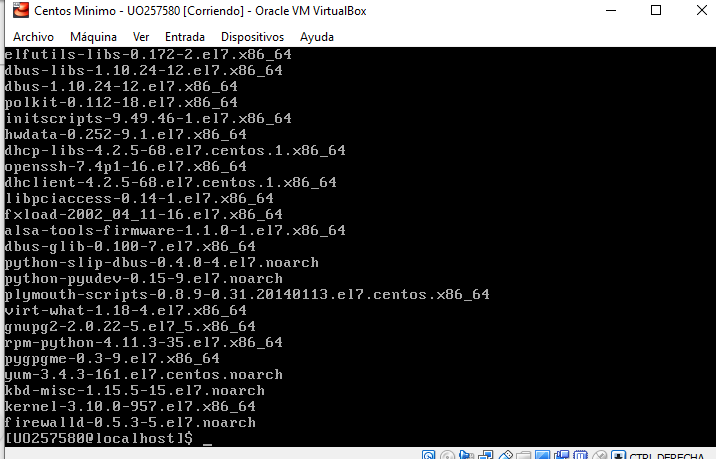 Centos Minimo - UO257580 [Corriendo] - Oracle VM VirtualBox
Archivo Máquina Ver Entrada Dispositivos Ayuda
elfutils-libs-0.172-2.el7.x86_64
dbus-libs-1.10.24-12.el7.x86_64
dbus-1.10.24-12.el7.x86_64
polkit-0.112-18.el7.x86_64
initscripts-9.49.46-1.el7.x86_64
hwdata-0.252-9.1.el7.x86_64
dhcp-libs-4.2.5-68.el7.centos.1.x86_64
openssh-7.4p1-16.el7.x86_64
dhclient-4.2.5-68.el7.centos.1.x86_64
libpciaccess-0.14-1.el7.x86_64
fxload-2002_04_11-16.el7.x86_64
alsa-tools-firmware-1.1.0-1.el7.x86_64
dbus-glib-0.100-7.el7.x86_64
python-slip-dbus-0.4.0-4.el7.noarch
python-pyudev-0.15-9.el7.noarch
plymouth-scripts-0.8.9-0.31.20140113.el7.centos.x86_64
virt-what-1.18-4.el7.x86_64
gnupg2-2.0.22-5.el7_5.x86_64
rpm-python-4.11.3-35.el7.x86_64
pygpgme-0.3-9.el7.x86_64
yum-3.4.3-161.el7.centos.noarch
kbd-misc-1.15.5-15.el7.noarch
kernel-3.10.0-957.el7.x86_64
firewalld-0.5.3-5.el7.noarch
[UO257580@localhost]$ _
CTRL DERECHA